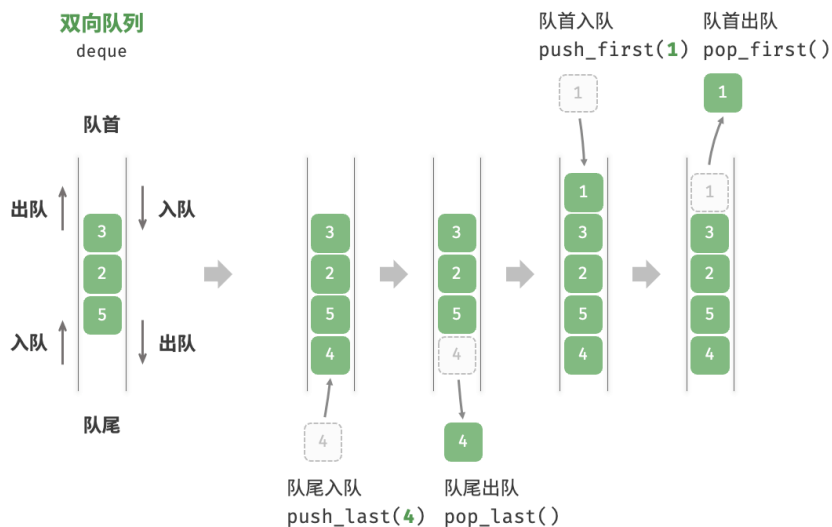 双向队列
deque
队首
出队
入队
3
2
5
入队
出队
队尾
3
2
5
4
4
队尾入队
push_last(4)
3
2
5
4
4
队尾出队
pop_last()
队首入队
push_first(1)
1
1
3
2
5
4
队首出队
pop_first()
1
1
3
2
5
4